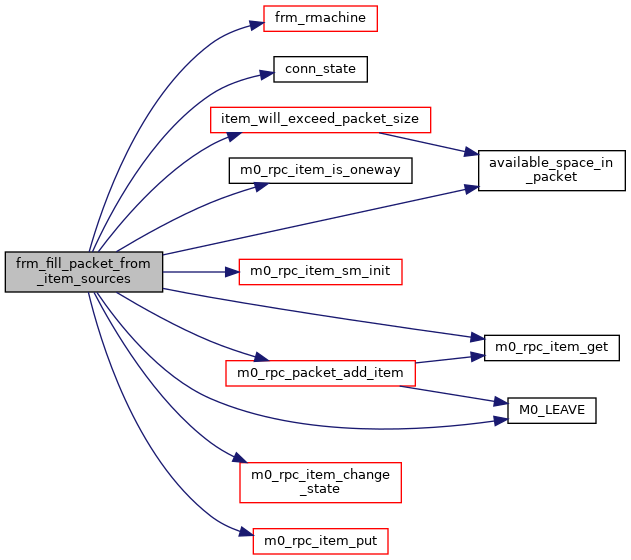 frm_rmachine
conn_state
item_will_exceed_packet_size
available_space_in
_packet
m0_rpc_item_is_oneway
frm_fill_packet_from
_item_sources
m0_rpc_item_sm_init
m0_rpc_item_get
m0_rpc_packet_add_item
M0_LEAVE
m0_rpc_item_change
_state
m0_rpc_item_put